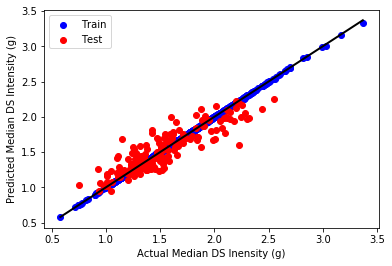 3.5
3.0
2.5
2.0
1.5
1.0
0.5
Predicted Median DS Intensity (g)
Train
Test
0.5 1.0 1.5 2.0 2.5 3.0 3.5
Actual Median DS Inensity (g)